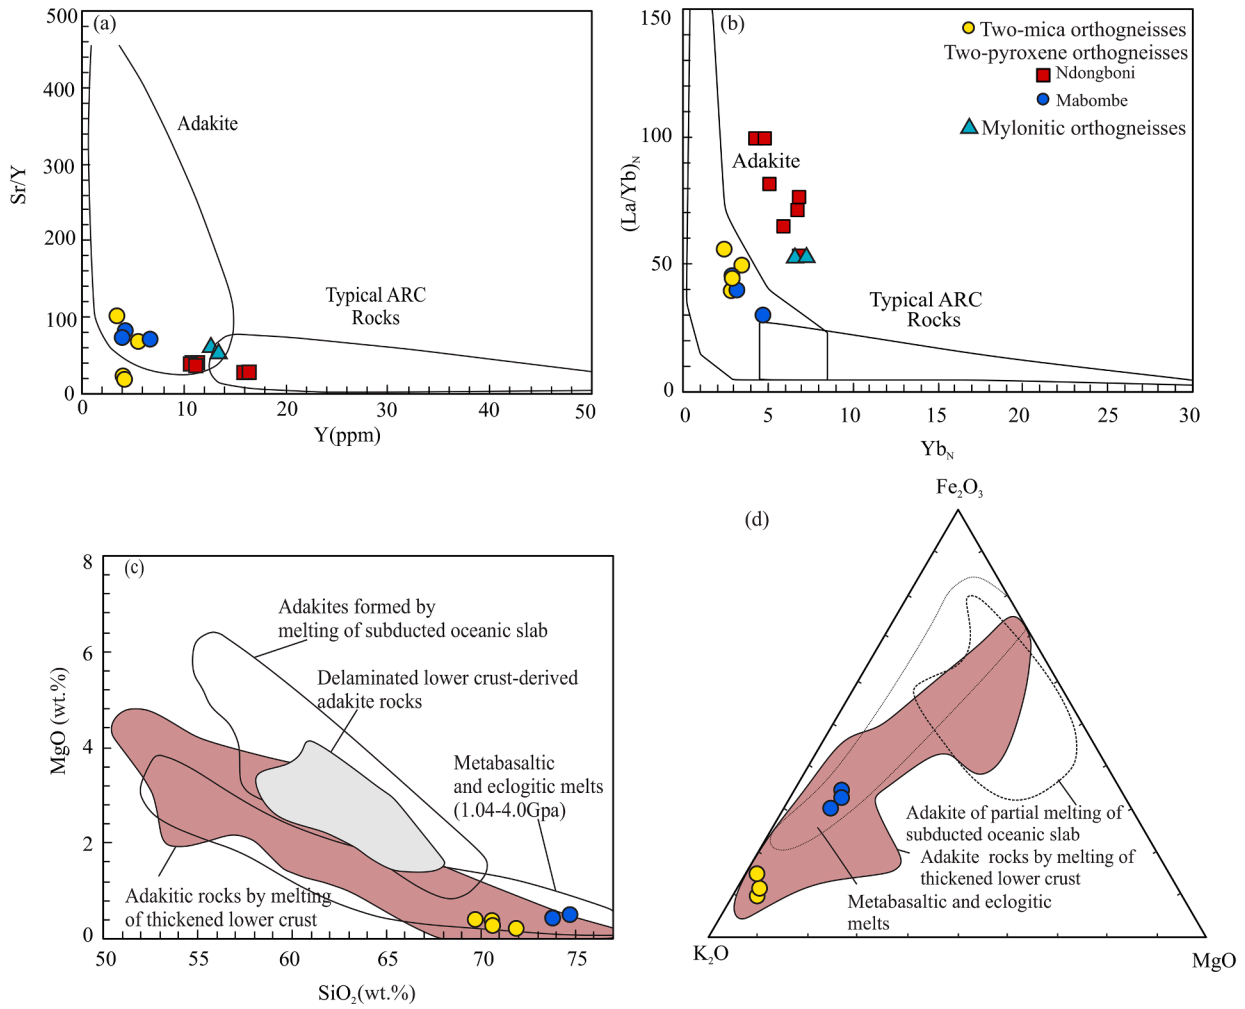 (a)
500
400
300
200
100
0
Sr/Y
Adakite
Typical ARC
Rocks
0
10
20
30
40
50
Y(ppm)
(b)
150
100
50
0
(La/Yb)N
Two-mica orthogneisses
Two-pyroxene orthogneisses
Ndongboni
Mabombe
Mylonitic orthogneisses
Adakite
Typical ARC
Rocks
0
5
10
15
20
25
30
YbN
(c)
8
6
4
2
0
MgO (wt.%)
Adakites formed by
melting of subducted oceanic slab
Delaminated lower crust-derived
adakite rocks
Metabasaltic
and eclogitic melts
(1.04-4.0Gpa)
Adakitic rocks by melting
of thickened lower crust
50
55
60
65
70
75
SiO2(wt.%)
(d)
Fe2O3
Adakite of partial melting of
subducted oceanic slab
Adakite rocks by melting of
thickened lower crust
Metabasaltic and eclogitic
melts
K2O
MgO